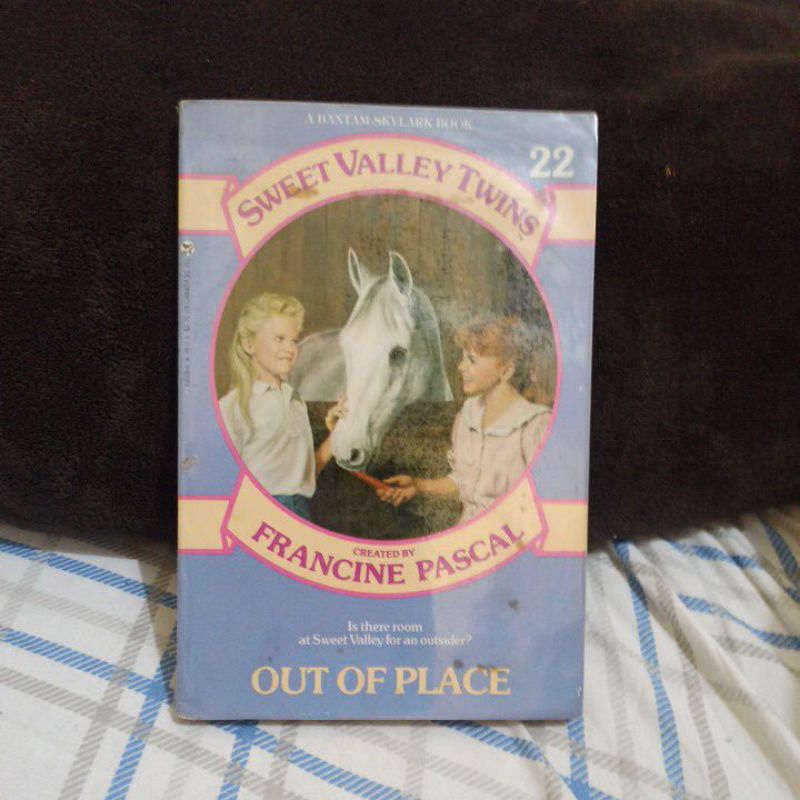 A BANTAM-SKYLARK BOOK
22
SWEET VALLEY TWINS
CREATED BY
FRANCINE PASCAL
Is there room
at Sweet Valley for an outsider?
OUT OF PLACE